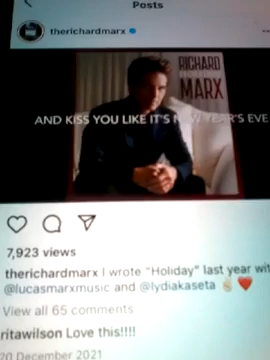 Posts
therichardmarx
RICHARD
MARX
AND KISS YOU LIKE IT'S NEW YEAR'S EVE
7,923 views
therichardmarx I wrote "Holiday" last year wit
@lucasmarxmusic and @lydiakaseta
View all 65 comments
ritawilson Love this!!!!
20 December 2021